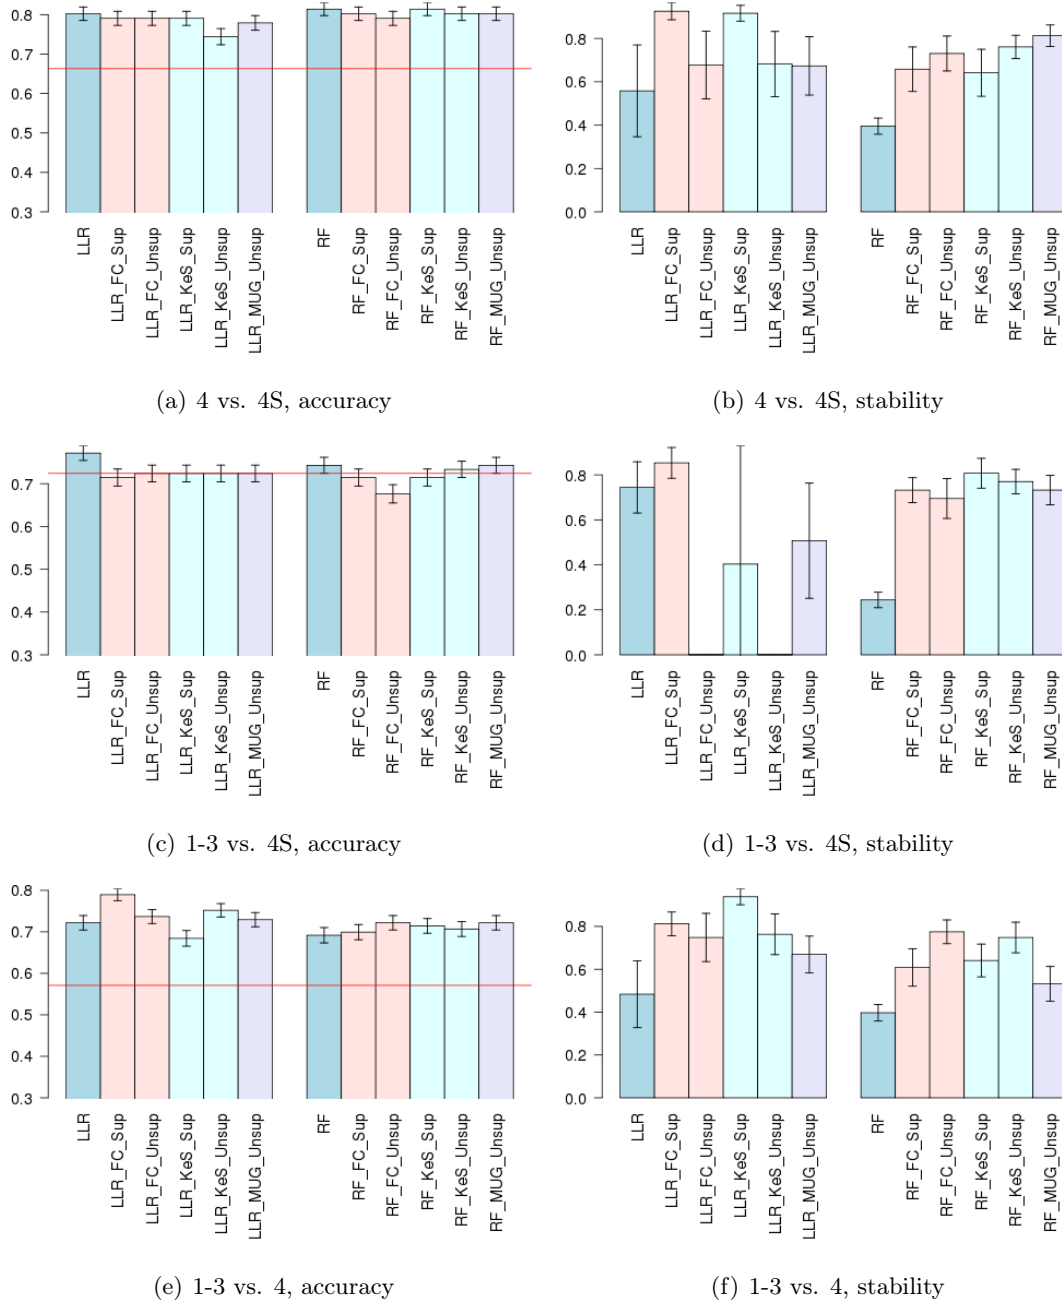 0.8
0.7
0.6
0.5
0.4
0.3
LLR
LLR_FC_Sup
LLR_FC_Unsup
LLR_KeS_Sup
LLR_KeS_Unsup
LLR_MUG_Unsup
RF
RF_FC_Sup
RF_FC_Unsup
RF_KeS_Sup
RF_KeS_Unsup
RF_MUG_Unsup
(a) 4 vs. 4S, accuracy
0.8
0.6
0.4
0.2
0.0
LLR
LLR_FC_Sup
LLR_FC_Unsup
LLR_KeS_Sup
LLR_KeS_Unsup
LLR_MUG_Unsup
RF
RF_FC_Sup
RF_FC_Unsup
RF_KeS_Sup
RF_KeS_Unsup
RF_MUG_Unsup
(b) 4 vs. 4S, stability
0.7
0.6
0.5
0.4
0.3
LLR
LLR_FC_Sup
LLR_FC_Unsup
LLR_KeS_Sup
LLR_KeS_Unsup
LLR_MUG_Unsup
RF
RF_FC_Sup
RF_FC_Unsup
RF_KeS_Sup
RF_KeS_Unsup
RF_MUG_Unsup
(c) 1-3 vs. 4S, accuracy
0.8
0.6
0.4
0.2
0.0
LLR
LLR_FC_Sup
LLR_FC_Unsup
LLR_KeS_Sup
LLR_KeS_Unsup
LLR_MUG_Unsup
RF
RF_FC_Sup
RF_FC_Unsup
RF_KeS_Sup
RF_KeS_Unsup
RF_MUG_Unsup
(d) 1-3 vs. 4S, stability
0.8
0.7
0.6
0.5
0.4
0.3
LLR
LLR_FC_Sup
LLR_FC_Unsup
LLR_KeS_Sup
LLR_KeS_Unsup
LLR_MUG_Unsup
RF
RF_FC_Sup
RF_FC_Unsup
RF_KeS_Sup
RF_KeS_Unsup
RF_MUG_Unsup
(e) 1-3 vs. 4, accuracy
0.8
0.6
0.4
0.2
0.0
LLR
LLR_FC_Sup
LLR_FC_Unsup
LLR_KeS_Sup
LLR_KeS_Unsup
LLR_MUG_Unsup
RF
RF_FC_Sup
RF_FC_Unsup
RF_KeS_Sup
RF_KeS_Unsup
RF_MUG_Unsup
(f) 1-3 vs. 4, stability